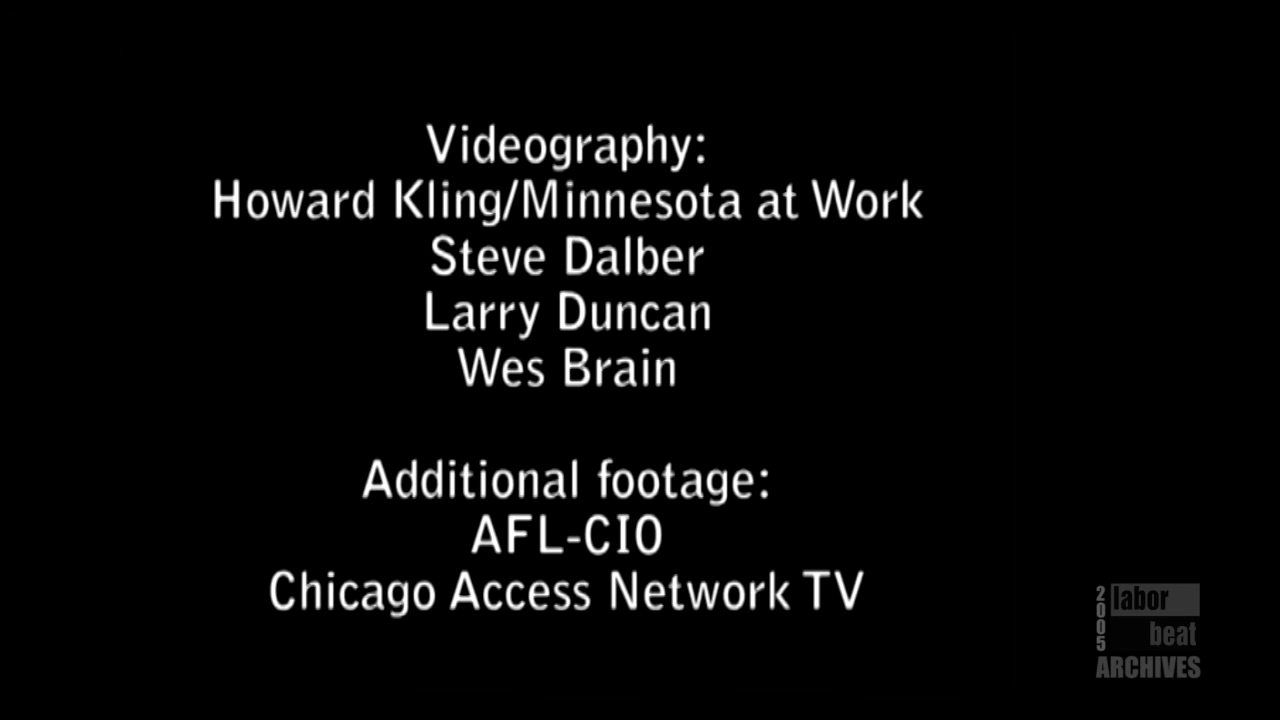 Videography:
Howard Kling/Minnesota at Work
Steve Dalber
Larry Duncan
Wes Brain
Additional footage:
AFL-CIO
Chicago Access Network TV
2005
labor
beat
ARCHIVES